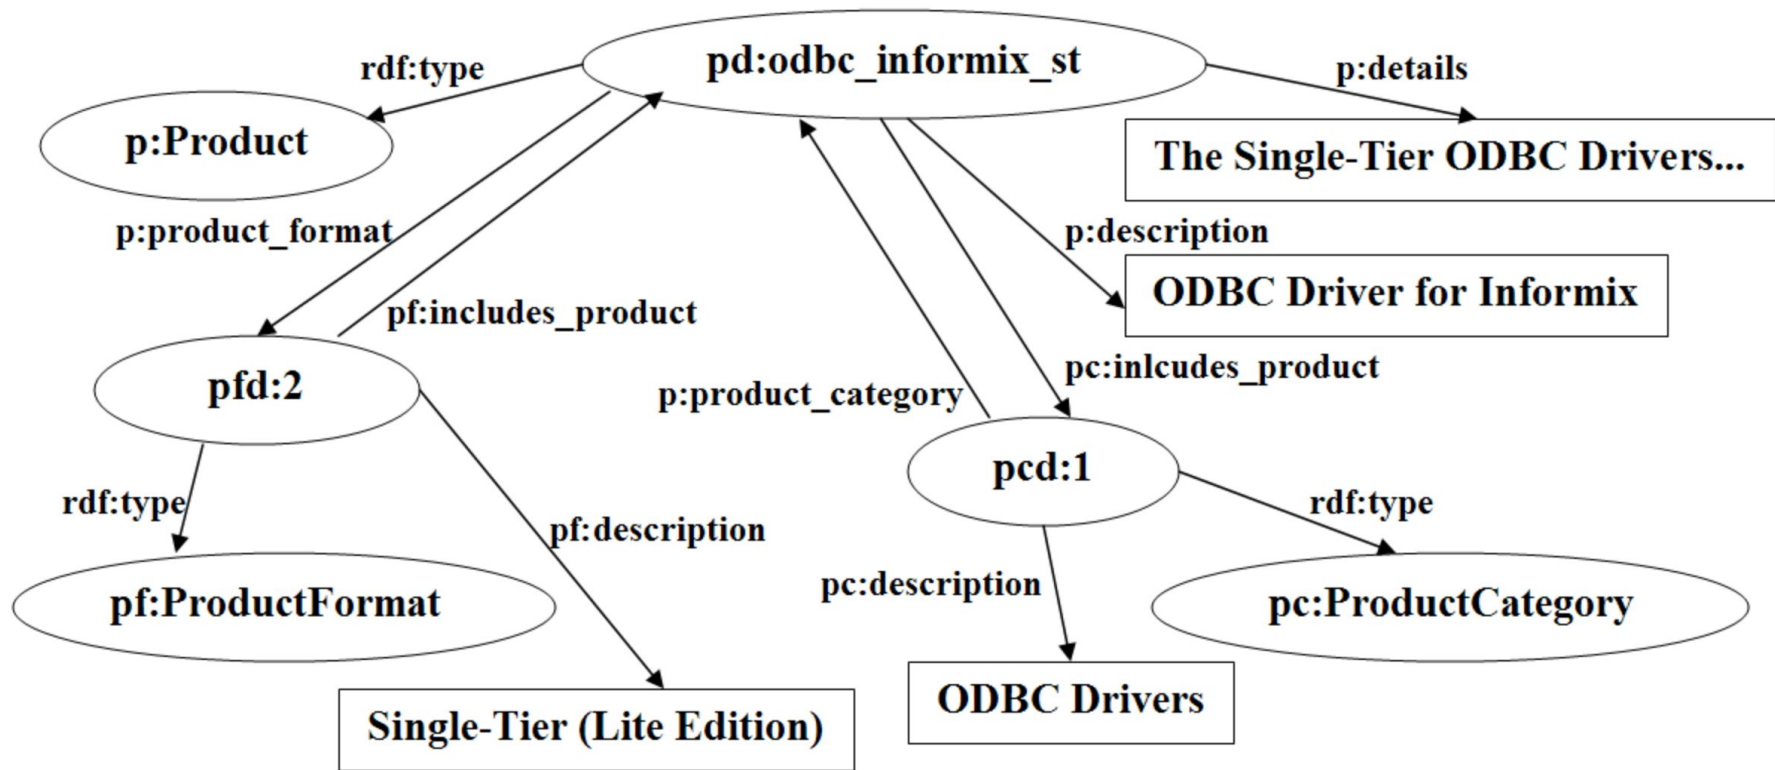 pd:odbc_informix_st
rdf:type
p:details
p:Product
The Single-Tier ODBC Drivers...
p:product_format
p:description
ODBC Driver for Informix
pf:includes_product
pc:inlcudes_product
pfd:2
p:product_category
pcd:1
rdf:type
rdf:type
pf:description
pc:description
pf:ProductFormat
pc:ProductCategory
ODBC Drivers
Single-Tier (Lite Edition)